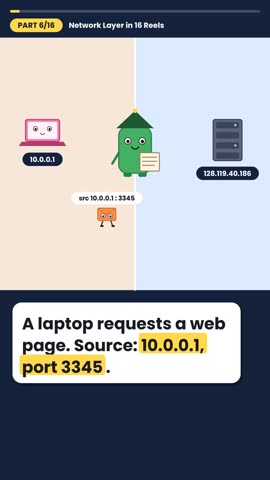 PART 6/16 Network Layer in 16 Reels
10.0.0.1
128.119.40.186
src 10.0.0.1 : 3345
A laptop requests a web
page. Source: 10.0.0.1,
port 3345.